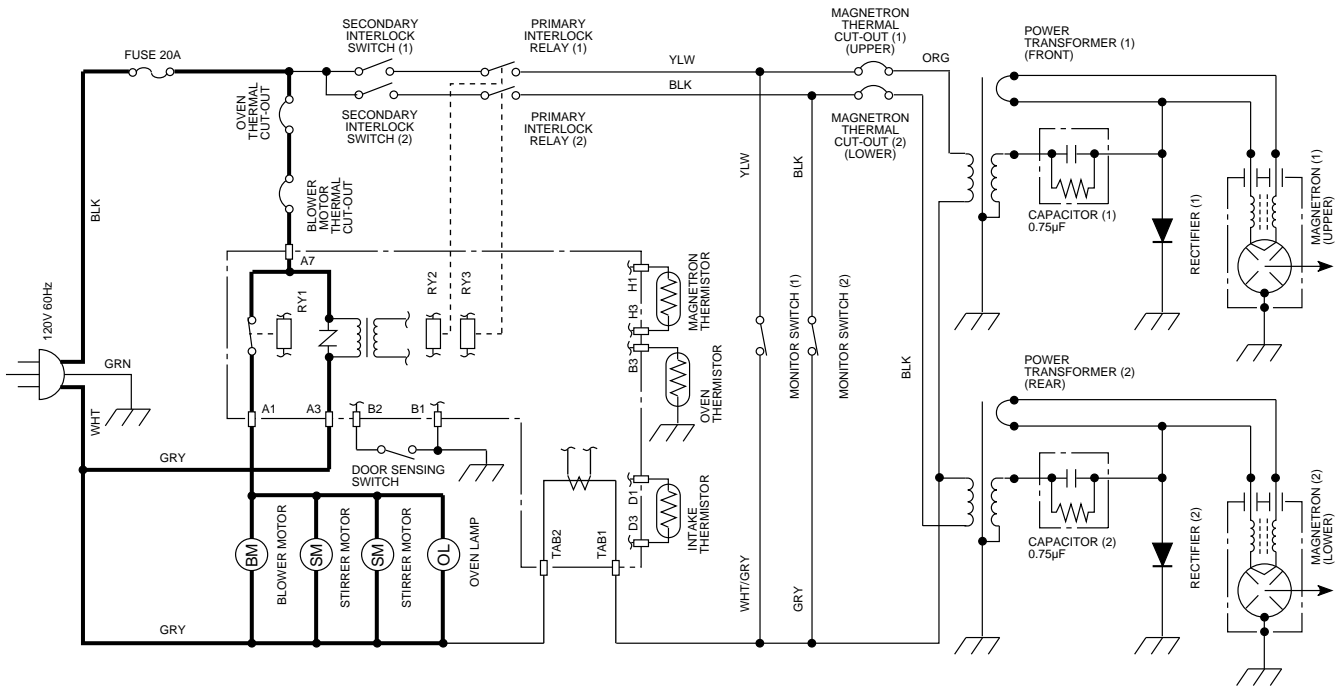 FUSE 20A
SECONDARY
INTERLOCK
SWITCH (1)
PRIMARY
INTERLOCK
RELAY (1)
MAGNETRON
THERMAL
CUT-OUT (1)
(UPPER)
ORG
POWER
TRANSFORMER (1)
(FRONT)
YLW
BLK
OVEN
THERMAL
CUT-OUT
SECONDARY
INTERLOCK
SWITCH (2)
PRIMARY
INTERLOCK
RELAY (2)
MAGNETRON
THERMAL
CUT-OUT (2)
(LOWER)
YLW
BLK
BLK
BLOWER
MOTOR
THERMAL
CUT-OUT
CAPACITOR (1)
0.75µF
RECTIFIER (1)
MAGNETRON (1)
(UPPER)
A7
RY1
RY2
RY3
H1
H3
MAGNETRON
THERMISTOR
B3
OVEN
THERMISTOR
MONITOR SWITCH (1)
MONITOR SWITCH (2)
BLK
120V 60Hz
GRN
WHT
A1
A3
B2
B1
GRY
DOOR SENSING
SWITCH
POWER
TRANSFORMER (2)
(REAR)
D1
D3
INTAKE
THERMISTOR
CAPACITOR (2)
0.75µF
RECTIFIER (2)
MAGNETRON (2)
(LOWER)
BM
BLOWER MOTOR
SM
STIRRER MOTOR
SM
STIRRER MOTOR
OL
OVEN LAMP
TAB2
TAB1
WHT/GRY
GRY
GRY